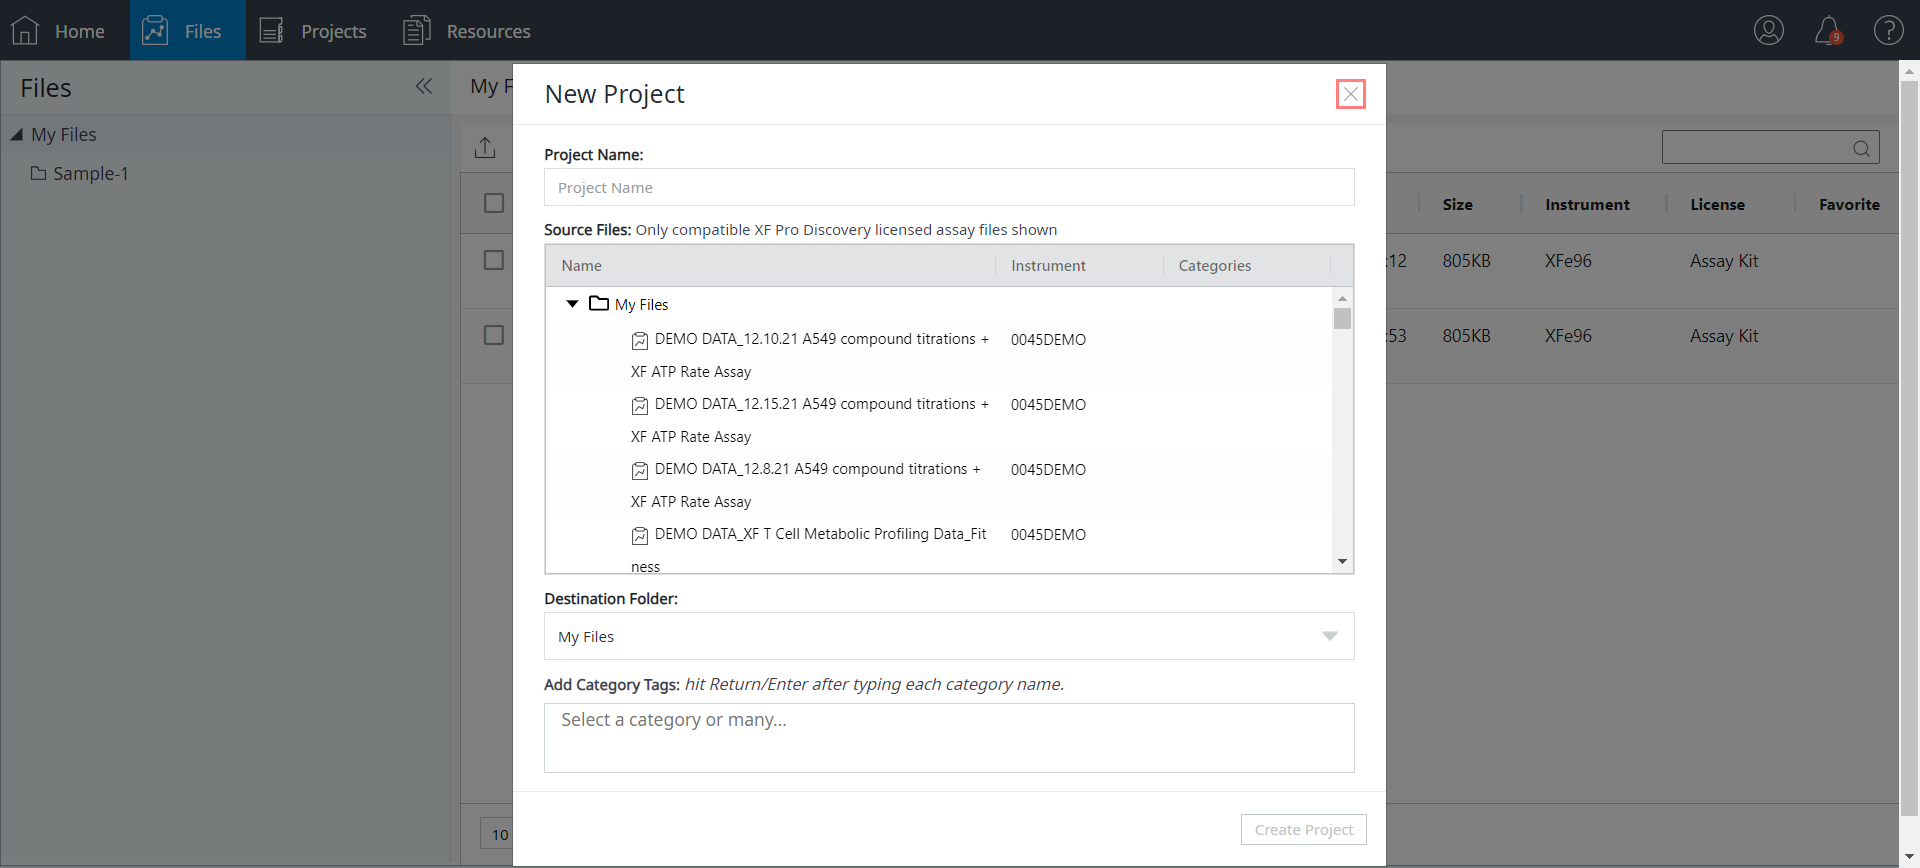 Home
Files
Projects
Resources
9
?
Files
My F
My Files
Sample-1
New Project
Project Name:
Project Name
Source Files: Only compatible XF Pro Discovery licensed assay files shown
Name Instrument Categories
My Files
DEMO DATA_12.10.21 A549 compound titrations + 0045DEMO
XF ATP Rate Assay
DEMO DATA_12.15.21 A549 compound titrations + 0045DEMO
XF ATP Rate Assay
DEMO DATA_12.8.21 A549 compound titrations + 0045DEMO
XF ATP Rate Assay
DEMO DATA_XF T Cell Metabolic Profiling Data_Fit 0045DEMO
ness
Destination Folder:
My Files
Add Category Tags: hit Return/Enter after typing each category name.
Select a category or many...
Create Project
Size Instrument License Favorite
:12 805KB XFe96 Assay Kit
:53 805KB XFe96 Assay Kit
10